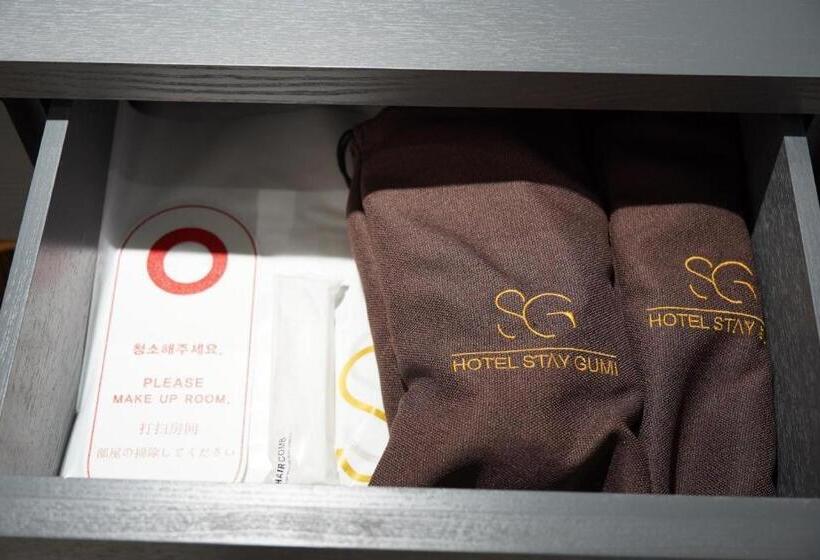 청소해주세요.
PLEASE
MAKE UP ROOM.
打扫房间
部屋の掃除してください
HAIR COMB
SG
HOTEL STAY GUMI
SG
HOTEL STAY